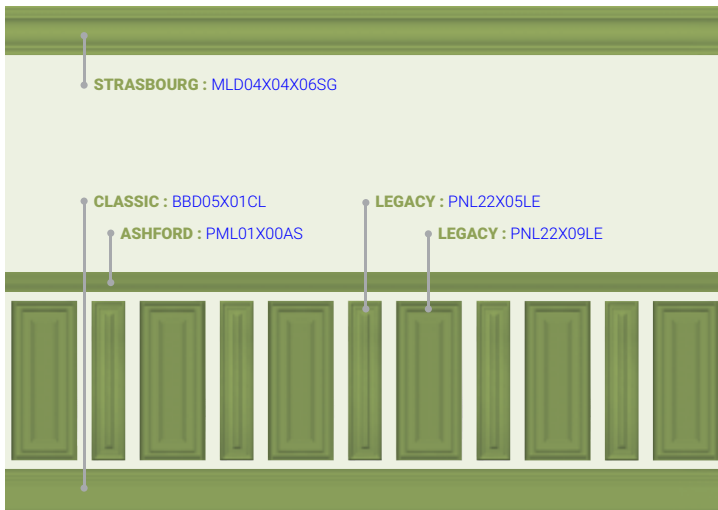 STRASBOURG : MLD04X04X06SG
CLASSIC : BBD05X01CL
LEGACY : PNL22X05LE
ASHFORD : PML01X00AS
LEGACY : PNL22X09LE